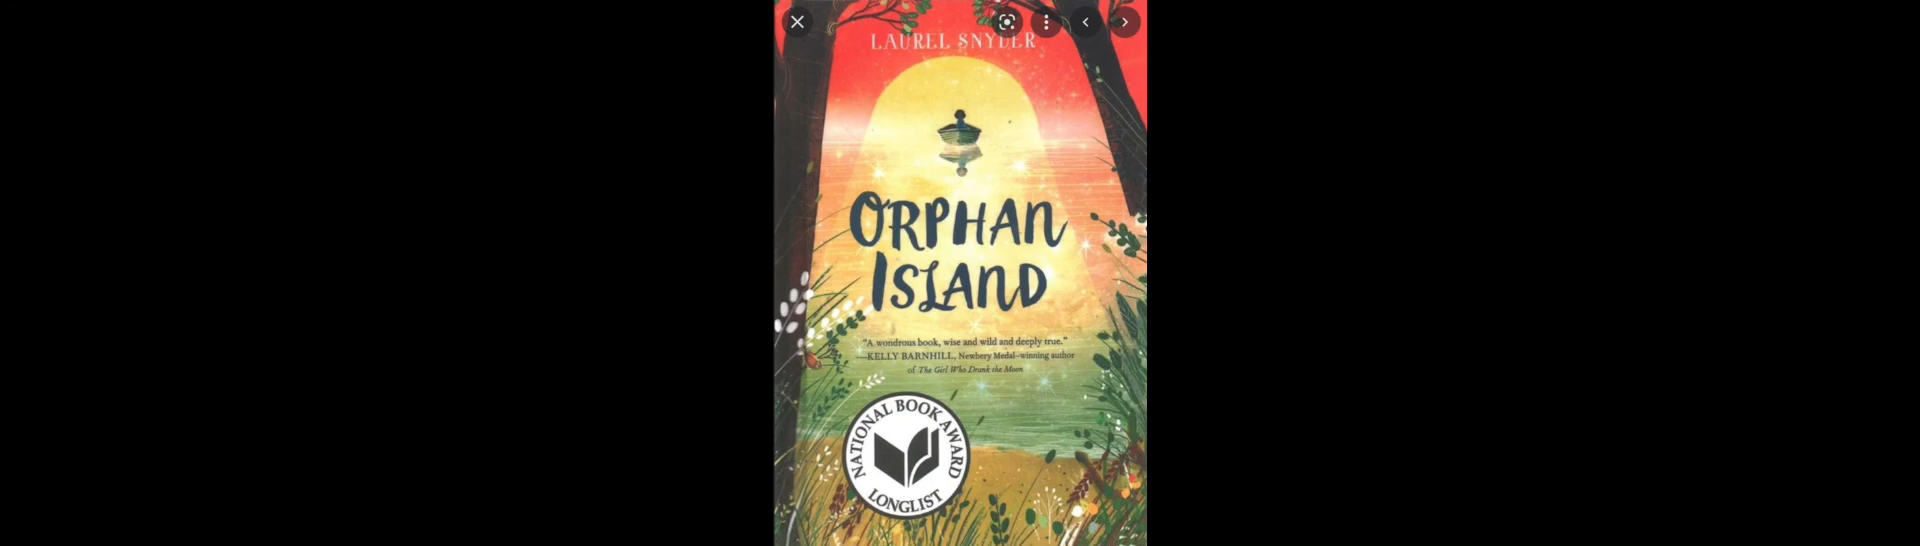 LAUREL SNYDER
ORPHAN
ISLAND
"A wondrous book, wise and wild and deeply true."
—KELLY BARNHILL, Newbery Medal–winning author
of The Girl Who Drank the Moon
NATIONAL BOOK AWARD
LONGLIST